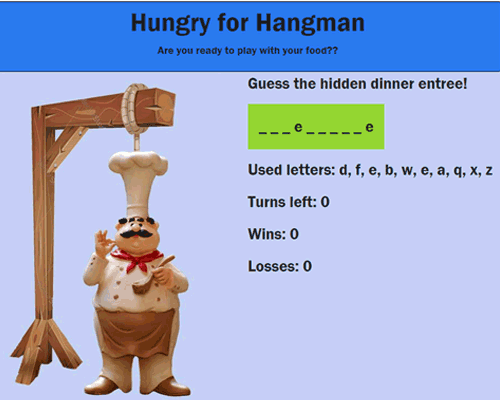 Hungry for Hangman
Are you ready to play with your food??
Guess the hidden dinner entree!
_ _ _ e _ _ _ _ _ e
Used letters: d, f, e, b, w, e, a, q, x, z
Turns left: 0
Wins: 0
Losses: 0